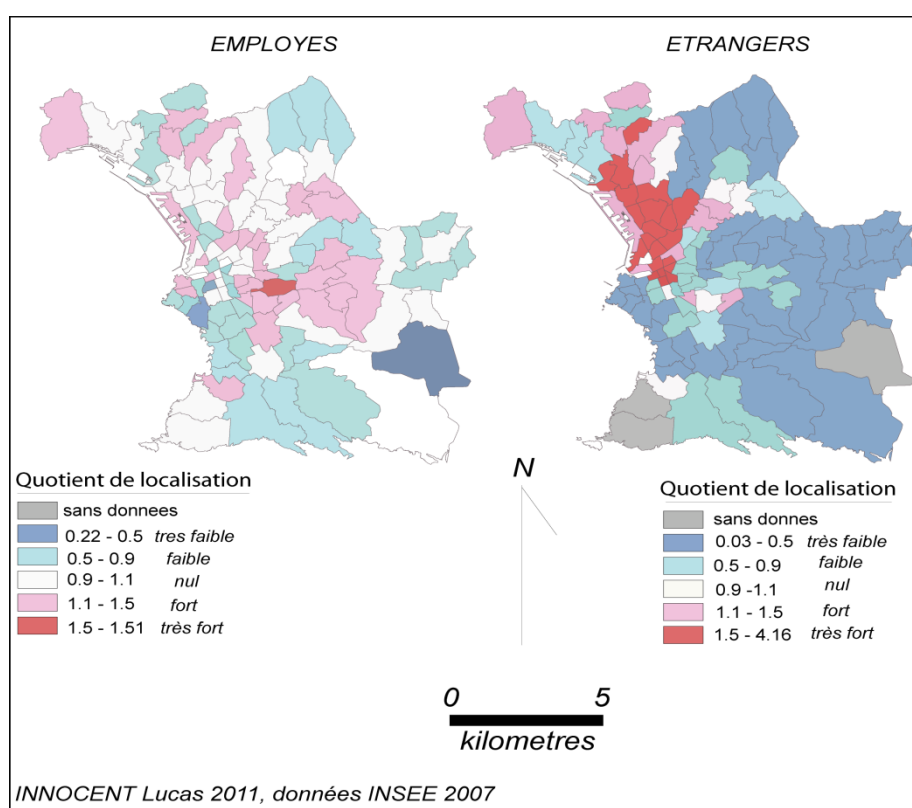 EMPLOYES
ETRANGERS
Quotient de localisation
sans donnees
0.22 - 0.5 tres faible
0.5 - 0.9 faible
0.9 - 1.1 nul
1.1 - 1.5 fort
1.5 - 1.51 très fort
N
Quotient de localisation
sans donnes
0.03 - 0.5 très faible
0.5 - 0.9 faible
0.9 -1.1 nul
1.1 - 1.5 fort
1.5 - 4.16 très fort
0 5
kilometres
INNOCENT Lucas 2011, données INSEE 2007